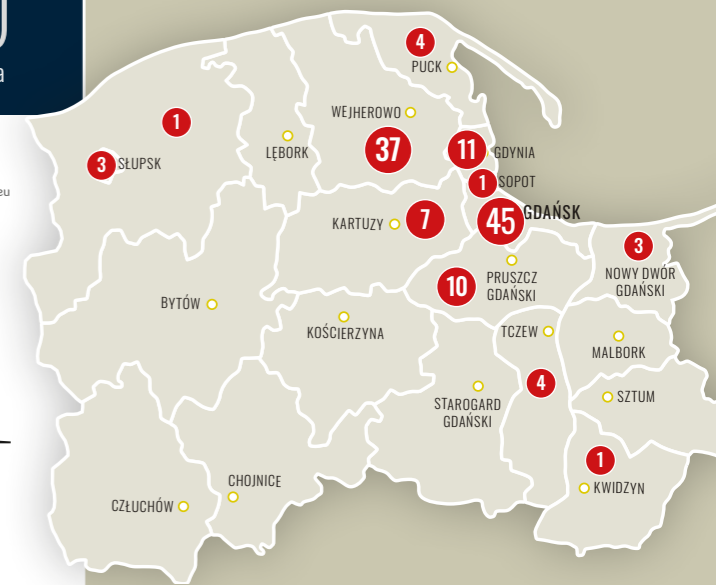 a
eu
4
PUCK
WEJHEROWO
1
37
11
GDYNIA
LĘBORK
3 SŁUPSK
1 SOPOT
7
45
GDAŃSK
KARTUZY
3
NOWY DWÓR
GDAŃSKI
10
PRUSZCZ
GDAŃSKI
BYTÓW
KOŚCIERZYNA
TCZEW
MALBORK
4
SZTUM
STAROGARD
GDAŃSKI
1
KWIDZYN
CHOJNICE
CZŁUCHÓW